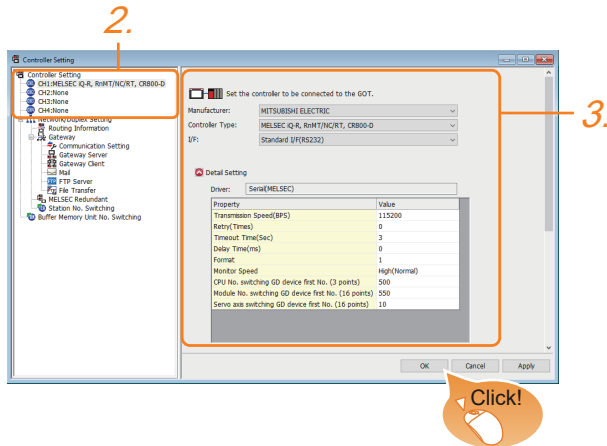 2.
Controller Setting
Controller Setting
CH1:MELSEC iQ-R, RnMT/NC/RT, CR800-D
CH2:None
CH3:None
CH4:None
Network/Duplex Setting
Routing Information
Gateway
Communication Setting
Gateway Server
Gateway Client
Mail
FTP Server
File Transfer
MELSEC Redundant
Station No. Switching
Buffer Memory Unit No. Switching
Set the controller to be connected to the GOT.
Manufacturer: MITSUBISHI ELECTRIC
Controller Type: MELSEC iQ-R, RnMT/NC/RT, CR800-D
I/F: Standard I/F(RS232)
3.
Detail Setting
Driver: Serial(MELSEC)
Property Value
Transmission Speed(BPS) 115200
Retry(Times) 0
Timeout Time(Sec) 3
Delay Time(ms) 0
Format 1
Monitor Speed High(Normal)
CPU No. switching GD device first No. (3 points) 500
Module No. switching GD device first No. (16 points) 550
Servo axis switching GD device first No. (16 points) 10
OK Cancel Apply
Click!